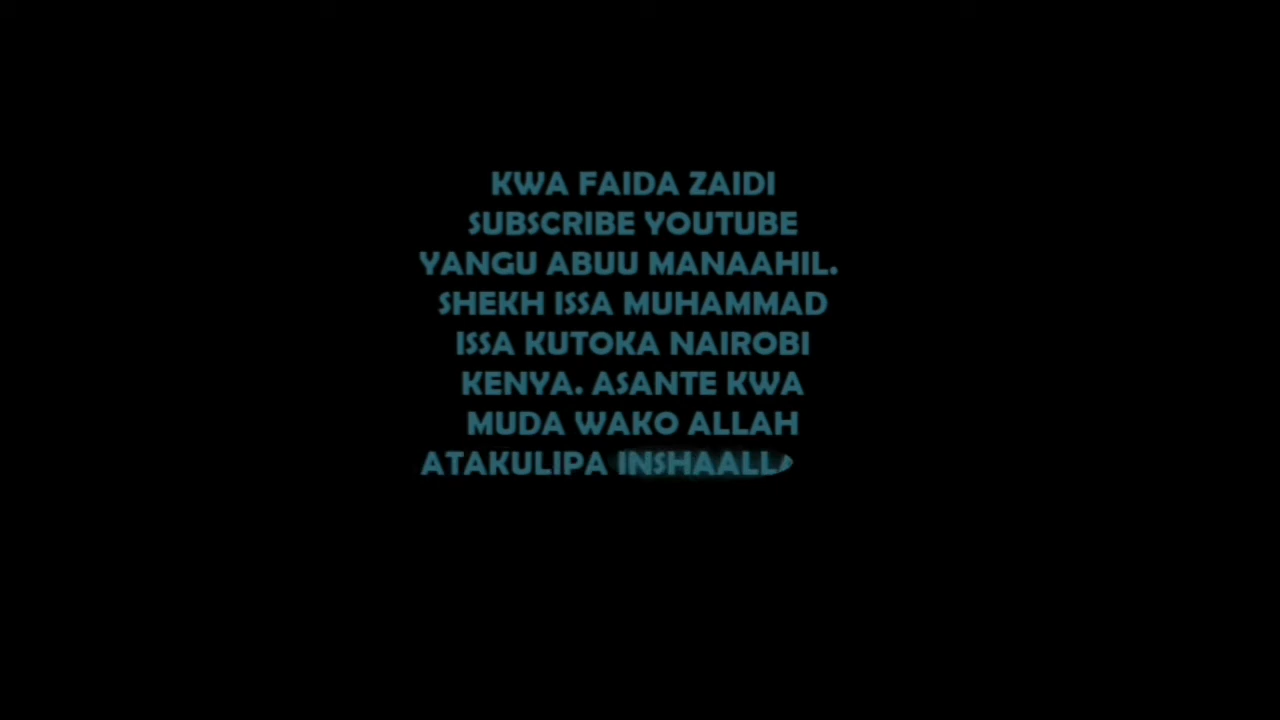 KWA FAIDA ZAIDI
SUBSCRIBE YOUTUBE
YANGU ABUU MANAAHIL.
SHEKH ISSA MUHAMMAD
ISSA KUTOKA NAIROBI
KENYA. ASANTE KWA
MUDA WAKO ALLAH
ATAKULIPA